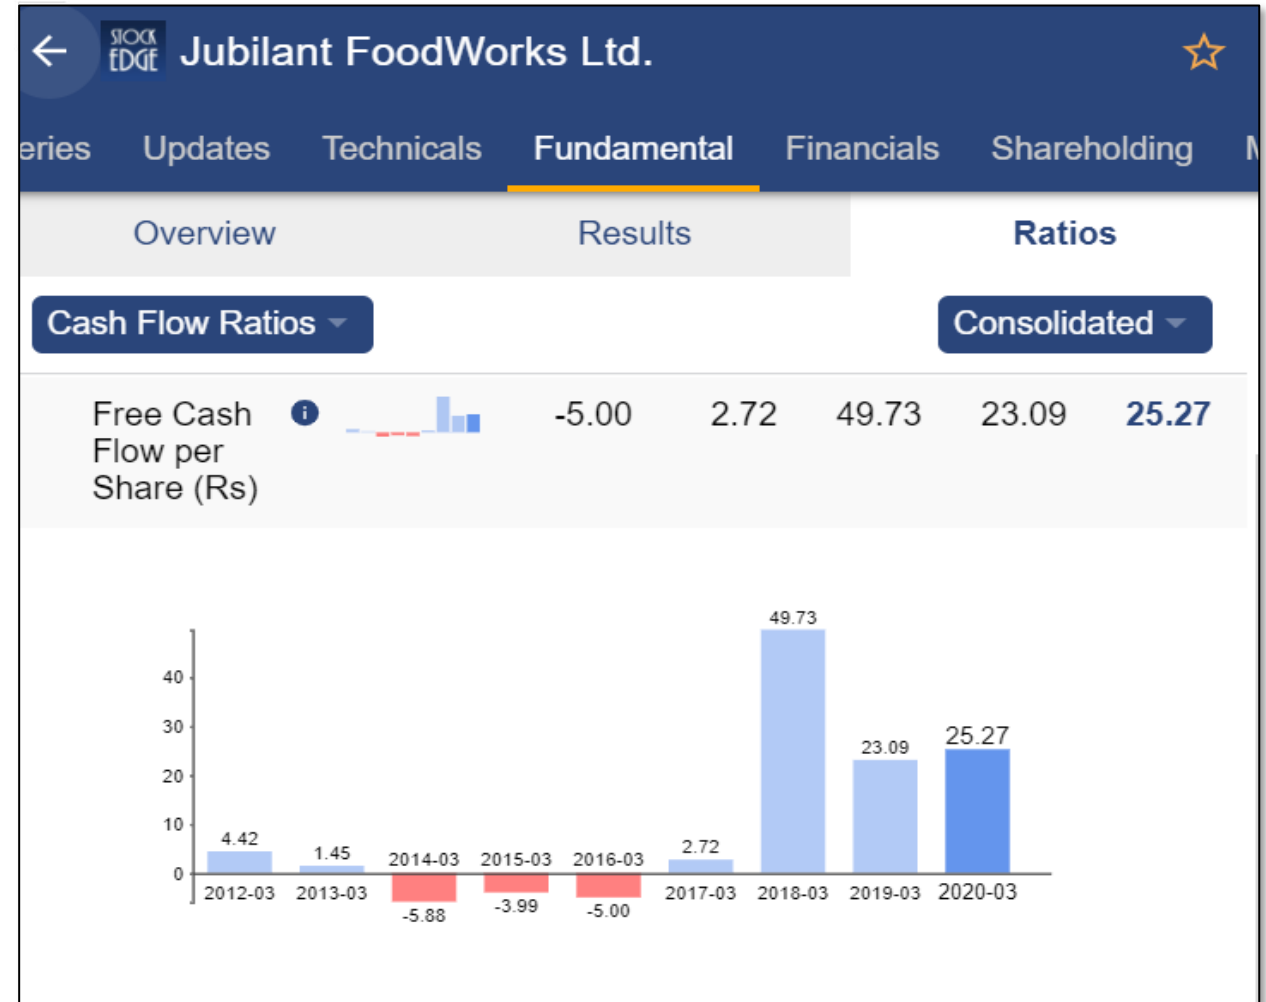 STOCK
EDGE
Jubilant FoodWorks Ltd.
eries Updates Technicals Fundamental Financials Shareholding
Overview Results Ratios
Cash Flow Ratios Consolidated
Free Cash
Flow per
Share (Rs)
-5.00 2.72 49.73 23.09 25.27
49.73
40
30
25.27
23.09
20
10
4.42
1.45
2014-03 2015-03 2016-03
2.72
0
2012-03 2013-03
2017-03 2018-03 2019-03 2020-03
-5.88 -3.99 -5.00